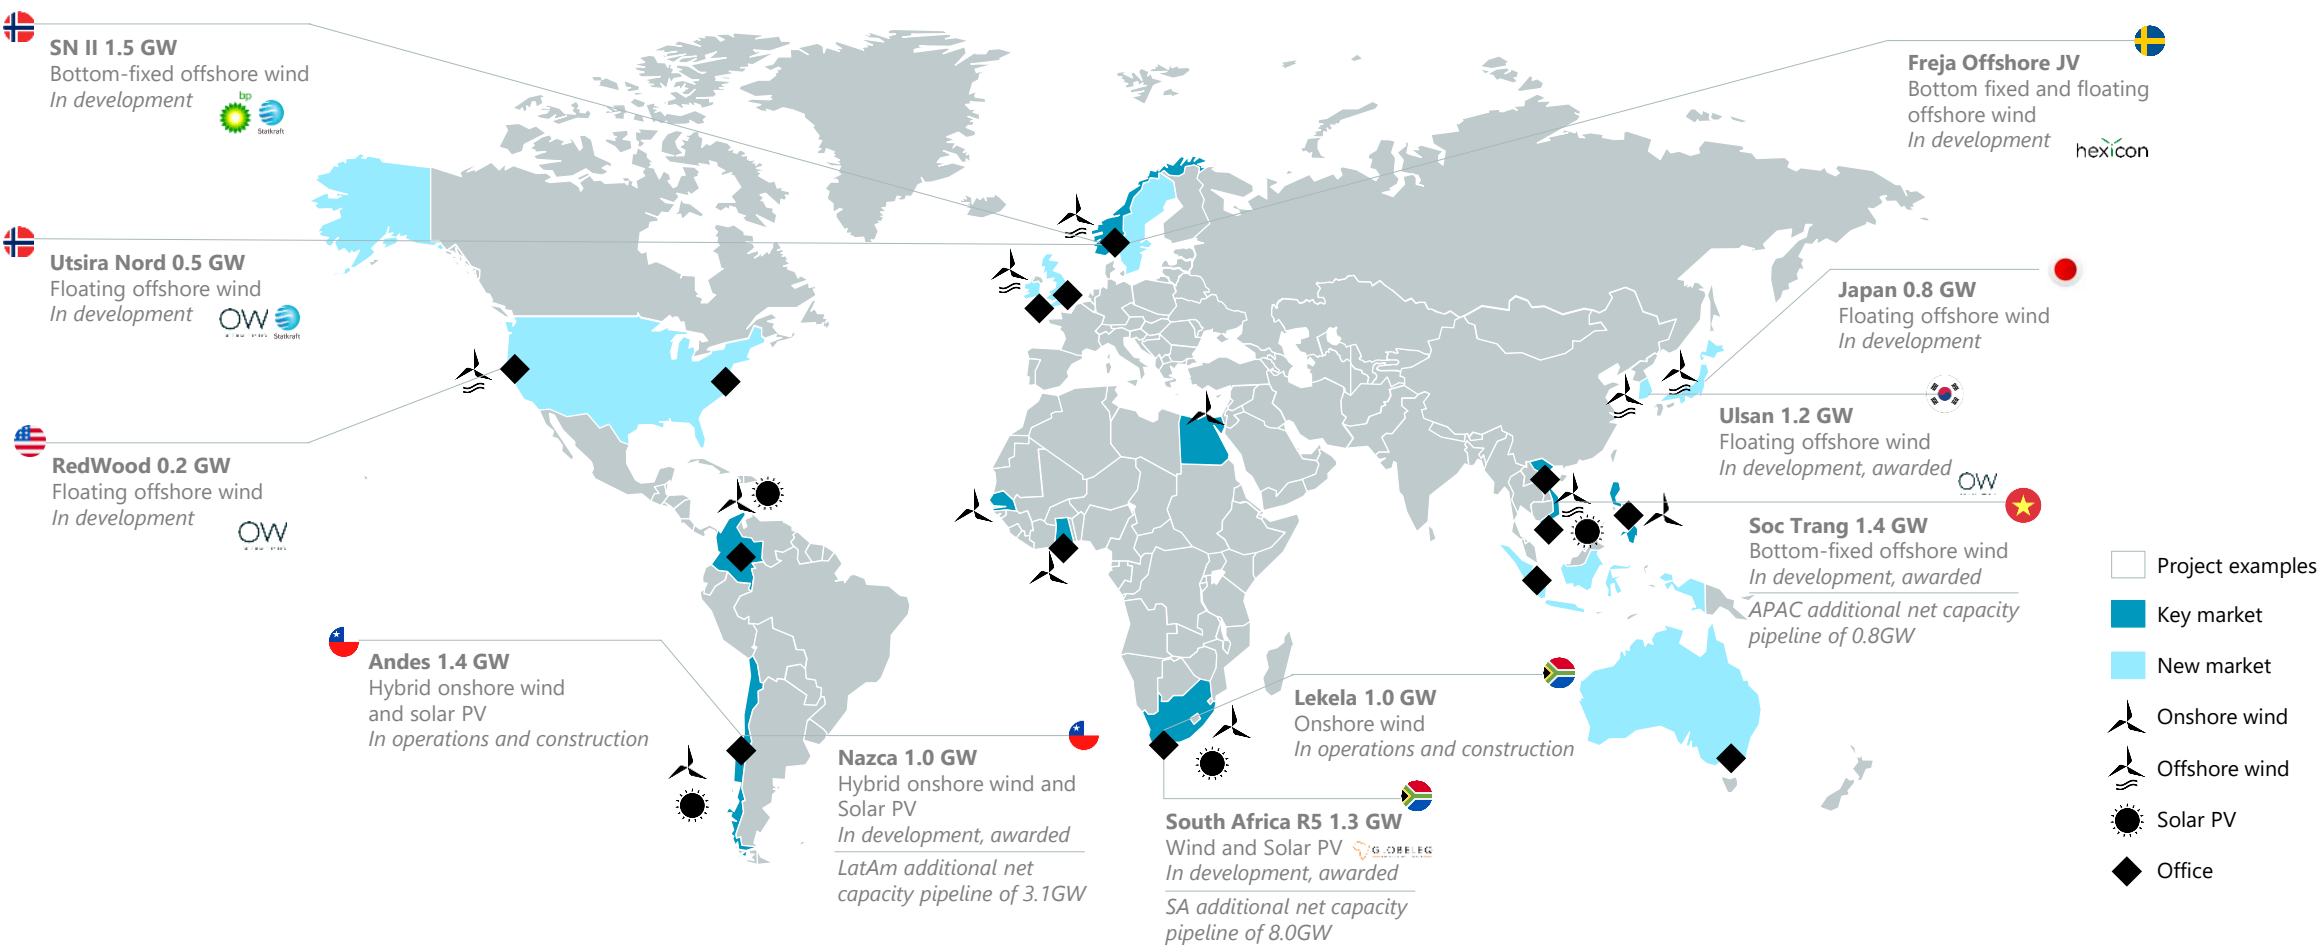 SN II 1.5 GW
Bottom-fixed offshore wind
In development
bp
Statkraft
Utsira Nord 0.5 GW
Floating offshore wind
In development
OW
Statkraft
RedWood 0.2 GW
Floating offshore wind
In development
OW
Andes 1.4 GW
Hybrid onshore wind
and solar PV
In operations and construction
Nazca 1.0 GW
Hybrid onshore wind and
Solar PV
In development, awarded
LatAm additional net
capacity pipeline of 3.1GW
Lekela 1.0 GW
Onshore wind
In operations and construction
South Africa R5 1.3 GW
Wind and Solar PV
GLOBELEQ
In development, awarded
SA additional net capacity
pipeline of 8.0GW
Freja Offshore JV
Bottom fixed and floating
offshore wind
In development
hexicon
Japan 0.8 GW
Floating offshore wind
In development
Ulsan 1.2 GW
Floating offshore wind
In development, awarded
OW
Soc Trang 1.4 GW
Bottom-fixed offshore wind
In development, awarded
APAC additional net capacity
pipeline of 0.8GW
Project examples
Key market
New market
Onshore wind
Offshore wind
Solar PV
Office